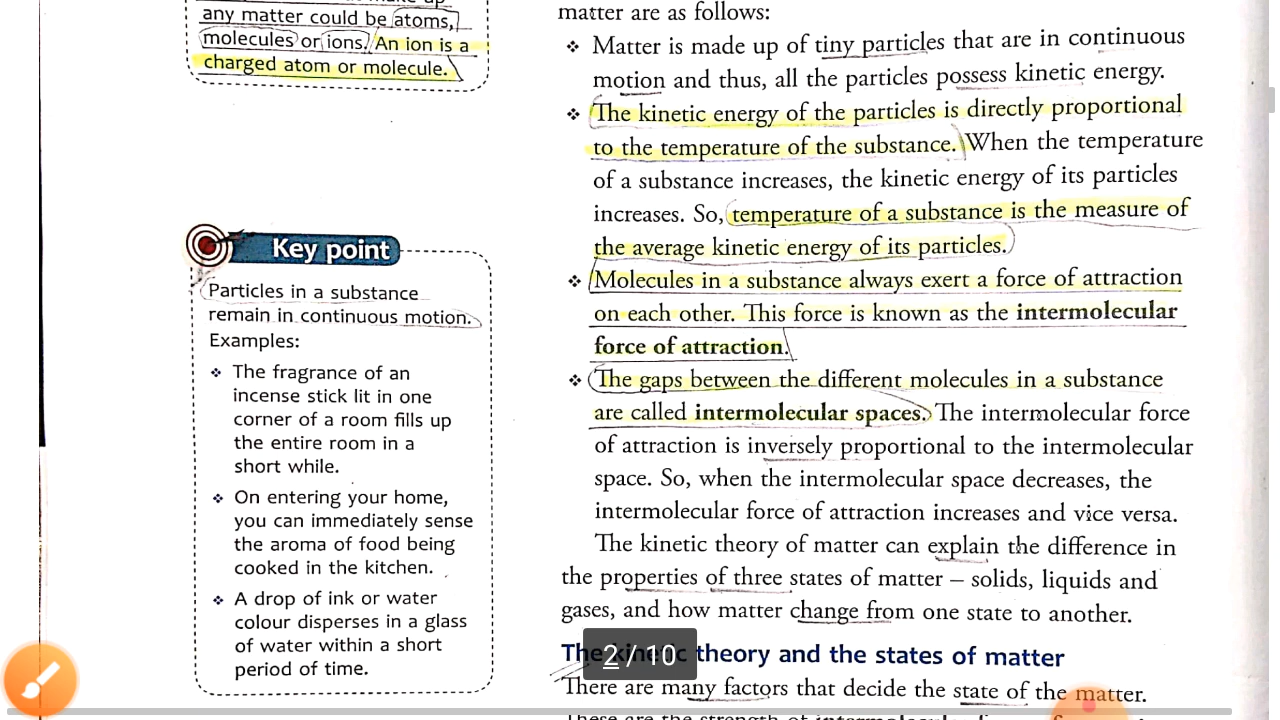 any matter could be atoms,
molecules or ions. An ion is a
charged atom or molecule.
Key point
Particles in a substance
remain in continuous motion.
Examples:
❖ The fragrance of an
incense stick lit in one
corner of a room fills up
the entire room in a
short while.
❖ On entering your home,
you can immediately sense
the aroma of food being
cooked in the kitchen.
❖ A drop of ink or water
colour disperses in a glass
of water within a short
period of time.
matter are as follows:
❖ Matter is made up of tiny particles that are in continuous
motion and thus, all the particles possess kinetic energy.
❖ The kinetic energy of the particles is directly proportional
to the temperature of the substance. When the temperature
of a substance increases, the kinetic energy of its particles
increases. So, temperature of a substance is the measure of
the average kinetic energy of its particles.
❖ Molecules in a substance always exert a force of attraction
on each other. This force is known as the intermolecular
force of attraction.
❖ The gaps between the different molecules in a substance
are called intermolecular spaces. The intermolecular force
of attraction is inversely proportional to the intermolecular
space. So, when the intermolecular space decreases, the
intermolecular force of attraction increases and vice versa.
The kinetic theory of matter can explain the difference in
the properties of three states of matter – solids, liquids and
gases, and how matter change from one state to another.
The kinetic theory and the states of matter
2 / 10
There are many factors that decide the state of the matter.